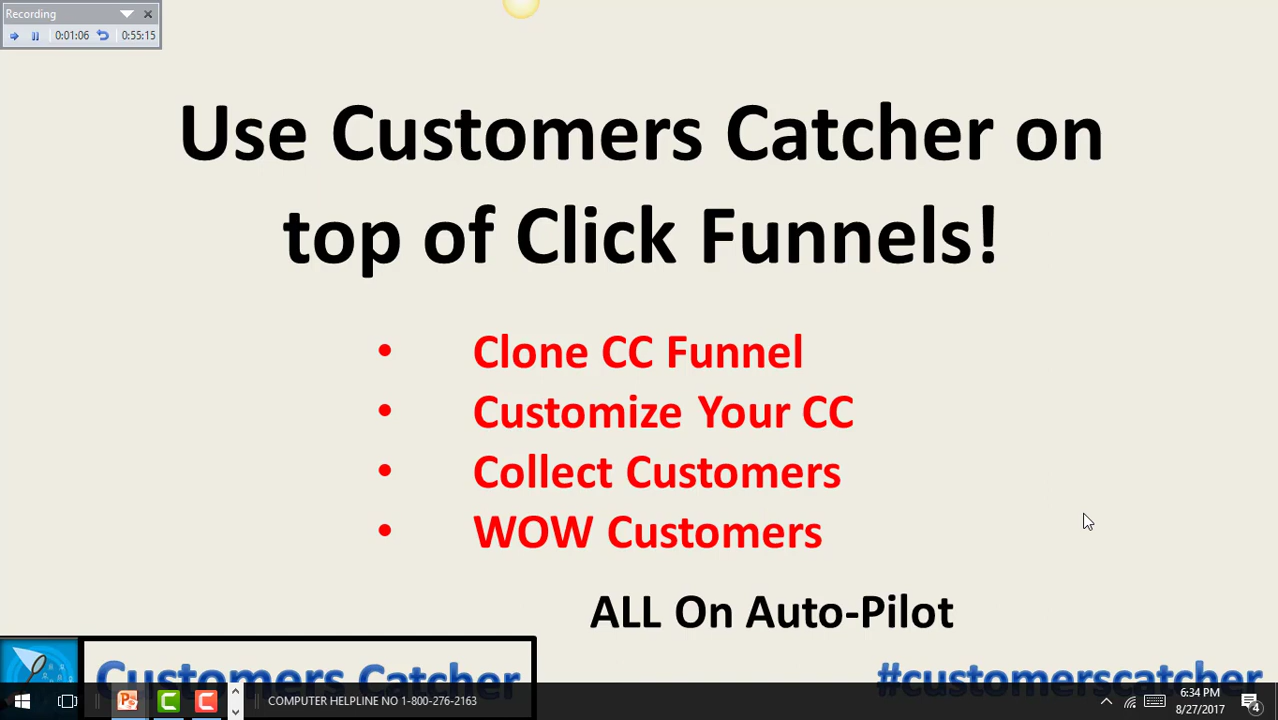 Recording
0:01:06
0:55:15
Use Customers Catcher on
top of Click Funnels!
• Clone CC Funnel
• Customize Your CC
• Collect Customers
• WOW Customers
ALL On Auto-Pilot
Customers Catcher
#customerscatcher
COMPUTER HELPLINE NO 1-800-276-2163
6:34 PM
8/27/2017
4